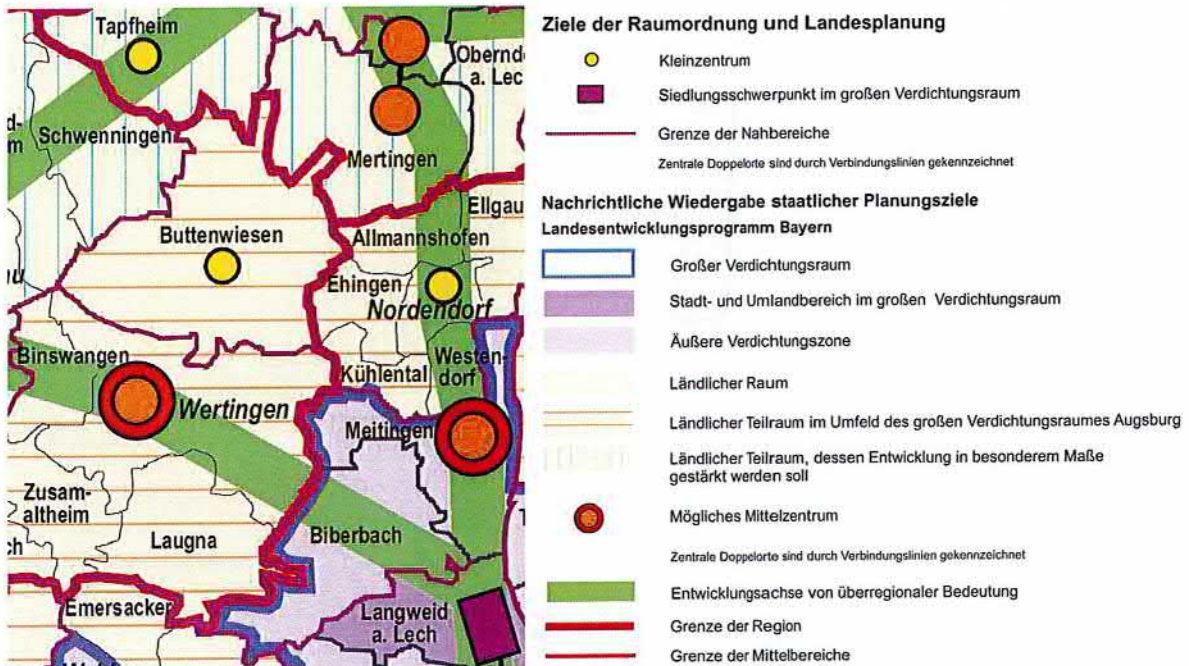 Tapfheim
Obernd
a. Lec
Schwenningen
Mertingen
Ellgau
Buttenwiesen
Allmannshofen
Ehingen
Nordendorf
Binswangen
Westen-
dorf
Kühlental
Wertingen
Meitingen
Zusam-
altheim
Laugna
Biberbach
Emersacker
Langweid
a. Lech
Ziele der Raumordnung und Landesplanung
Kleinzentrum
Siedlungsschwerpunkt im großen Verdichtungsraum
Grenze der Nahbereiche
Zentrale Doppelorte sind durch Verbindungslinien gekennzeichnet
Nachrichtliche Wiedergabe staatlicher Planungsziele
Landesentwicklungsprogramm Bayern
Großer Verdichtungsraum
Stadt- und Umlandbereich im großen Verdichtungsraum
Äußere Verdichtungszone
Ländlicher Raum
Ländlicher Teilraum im Umfeld des großen Verdichtungsraumes Augsburg
Ländlicher Teilraum, dessen Entwicklung in besonderem Maße
gestärkt werden soll
Mögliches Mittelzentrum
Zentrale Doppelorte sind durch Verbindungslinien gekennzeichnet
Entwicklungsachse von überregionaler Bedeutung
Grenze der Region
Grenze der Mittelbereiche